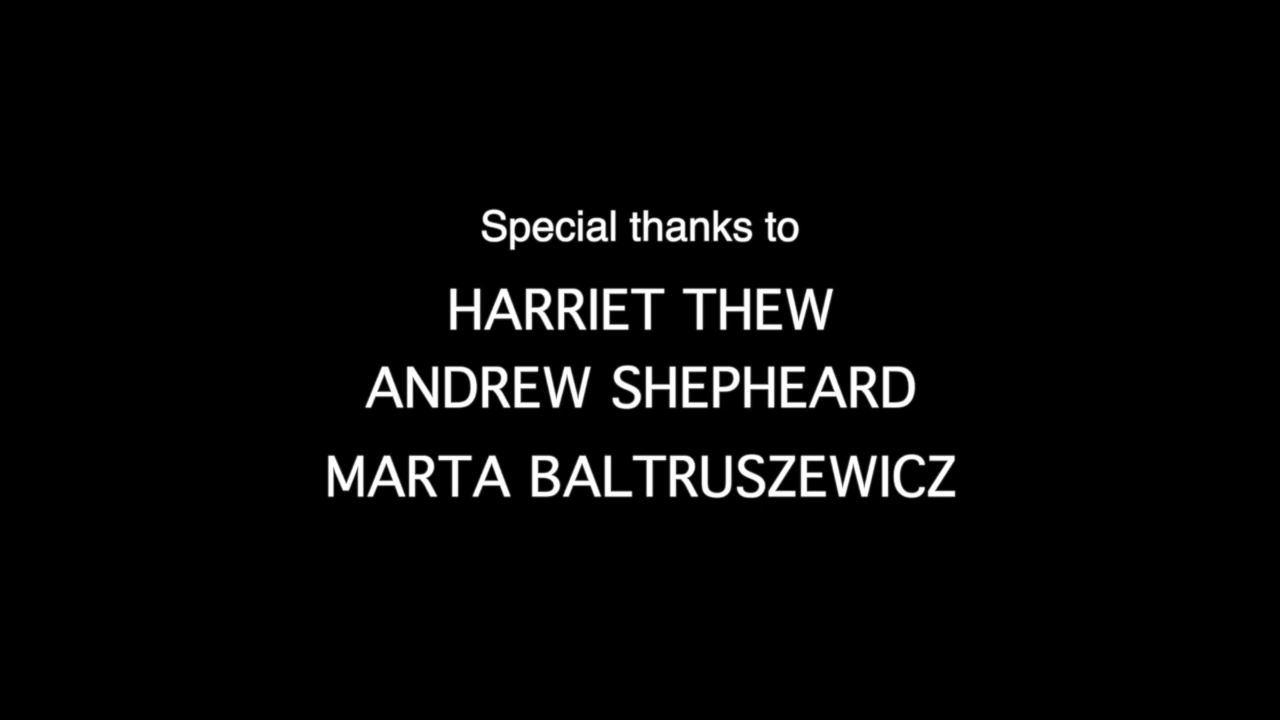 Special thanks to
HARRIET THEW
ANDREW SHEPHEARD
MARTA BALTRUSZEWICZ